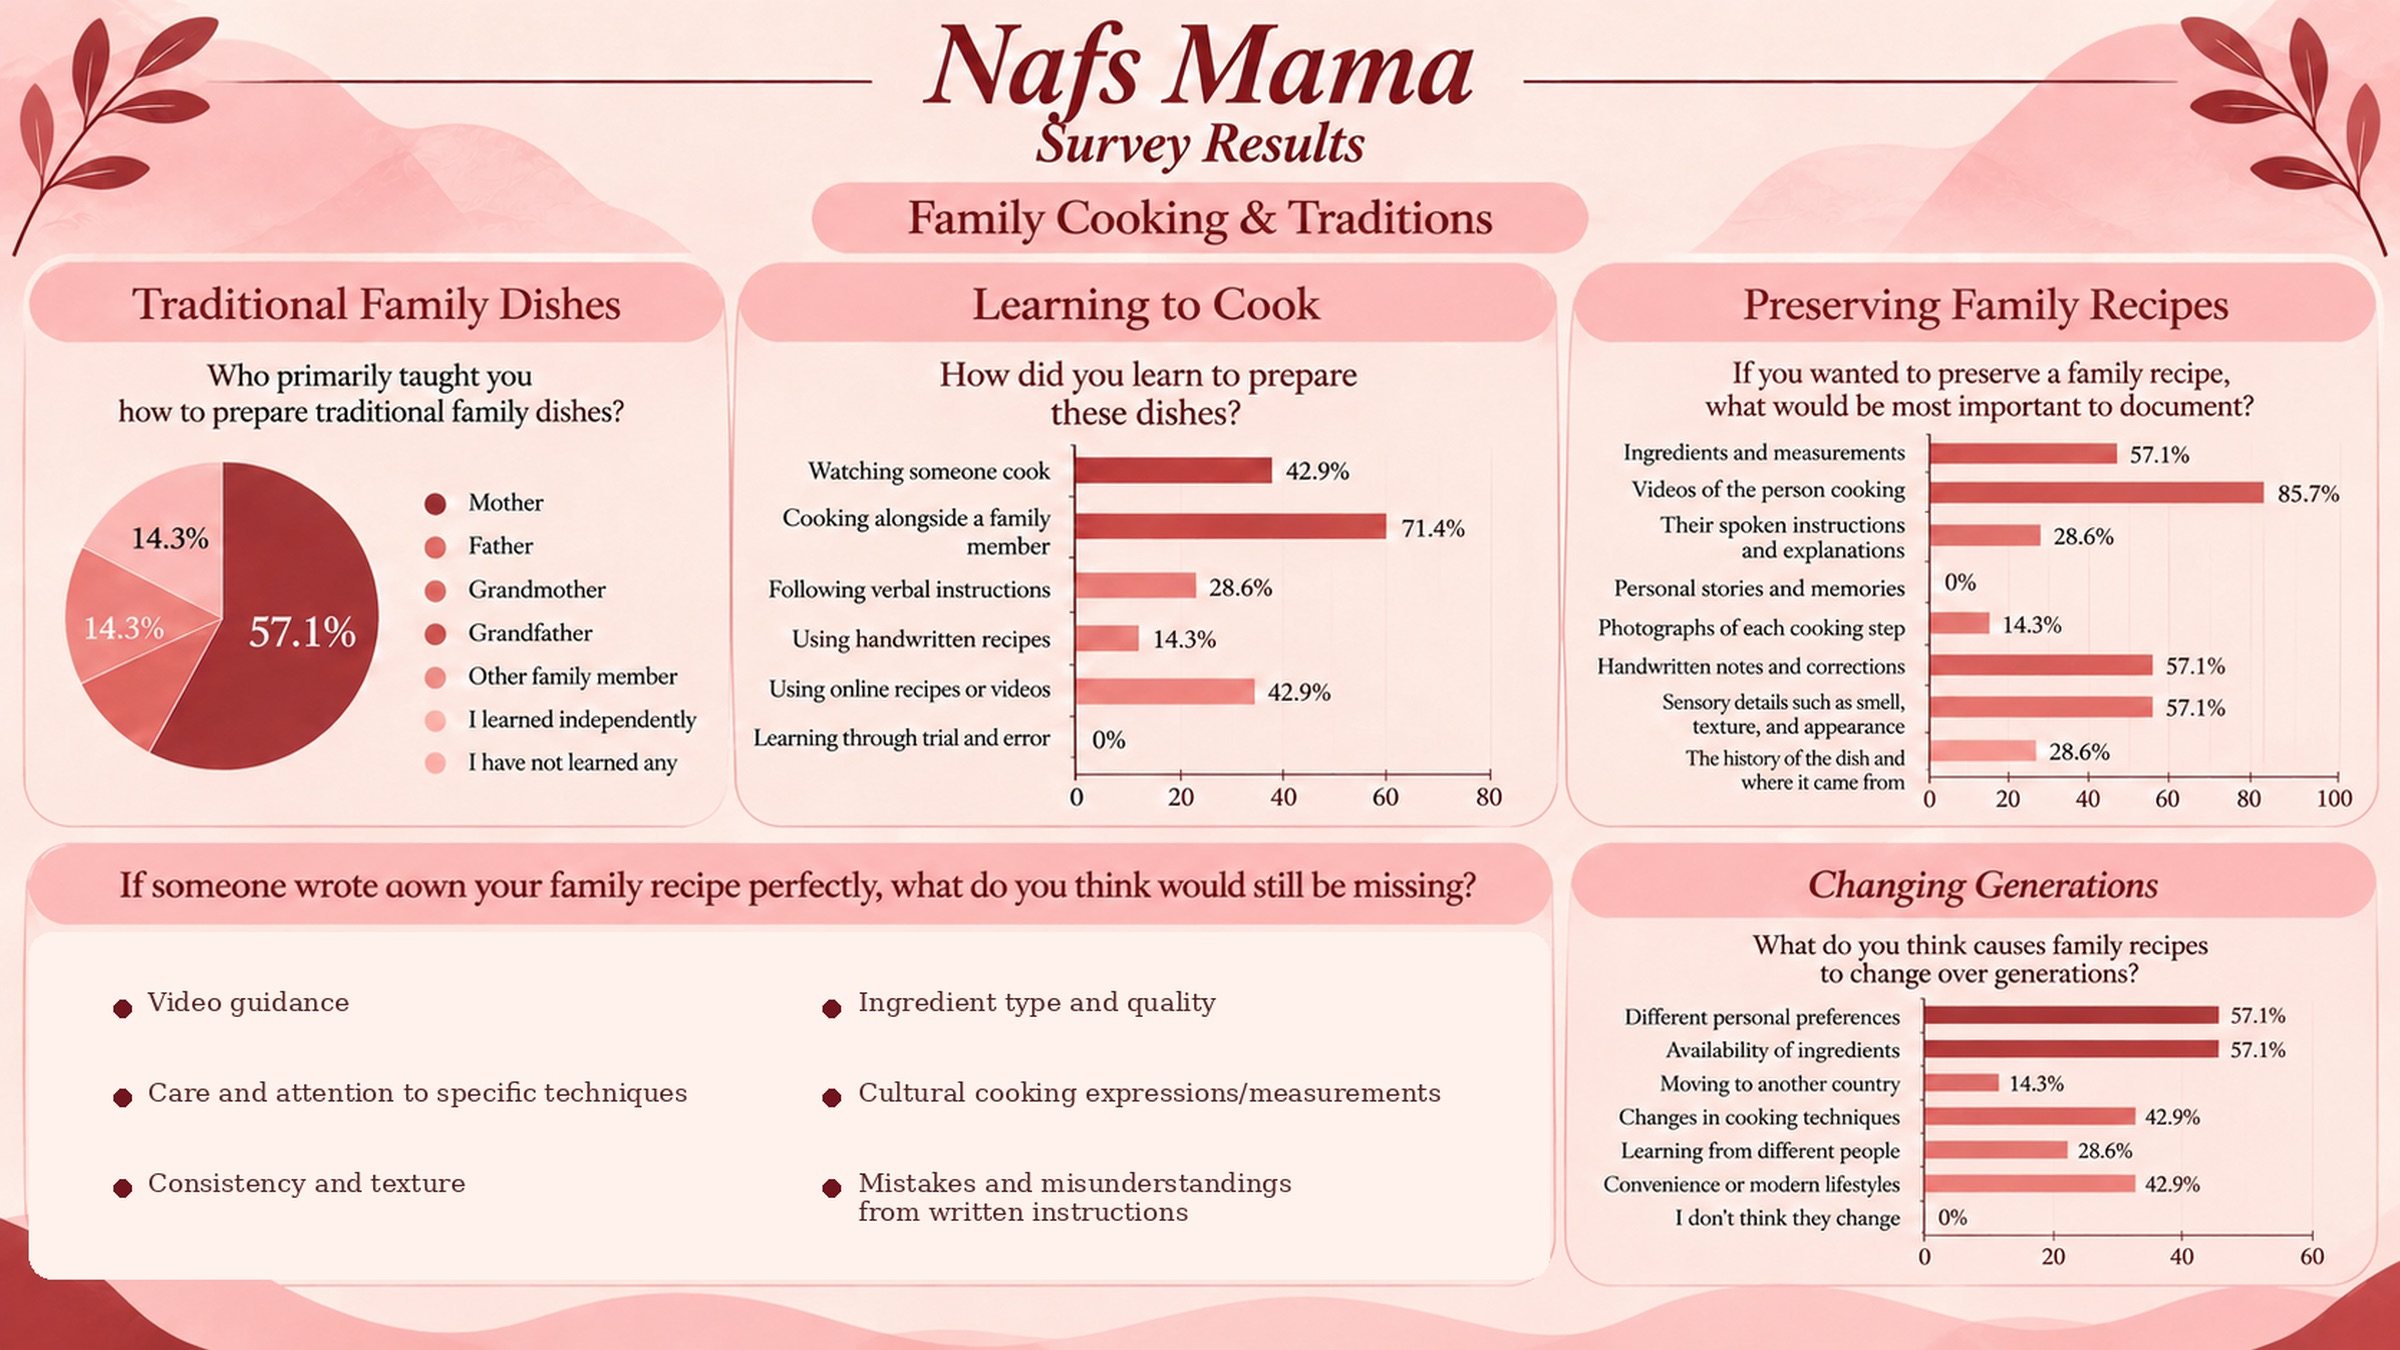 Nafs Mama
Survey Results
Family Cooking & Traditions
Traditional Family Dishes
Who primarily taught you
how to prepare traditional family dishes?
14.3%
14.3%
57.1%
Mother
Father
Grandmother
Grandfather
Other family member
I learned independently
I have not learned any
Learning to Cook
How did you learn to prepare
these dishes?
Watching someone cook
42.9%
Cooking alongside a family
member
71.4%
Following verbal instructions
28.6%
Using handwritten recipes
14.3%
Using online recipes or videos
42.9%
Learning through trial and error
0%
0 20 40 60 80
Preserving Family Recipes
If you wanted to preserve a family recipe,
what would be most important to document?
Ingredients and measurements
57.1%
Videos of the person cooking
85.7%
Their spoken instructions
and explanations
28.6%
Personal stories and memories
0%
Photographs of each cooking step
14.3%
Handwritten notes and corrections
57.1%
Sensory details such as smell,
texture, and appearance
57.1%
The history of the dish and
where it came from
28.6%
0 20 40 60 80 100
If someone wrote aown your family recipe perfectly, what do you think would still be missing?
Video guidance
Care and attention to specific techniques
Consistency and texture
Ingredient type and quality
Cultural cooking expressions/measurements
Mistakes and misunderstandings
from written instructions
Changing Generations
What do you think causes family recipes
to change over generations?
Different personal preferences
57.1%
Availability of ingredients
57.1%
Moving to another country
14.3%
Changes in cooking techniques
42.9%
Learning from different people
28.6%
Convenience or modern lifestyles
42.9%
I don't think they change
0%
0 20 40 60